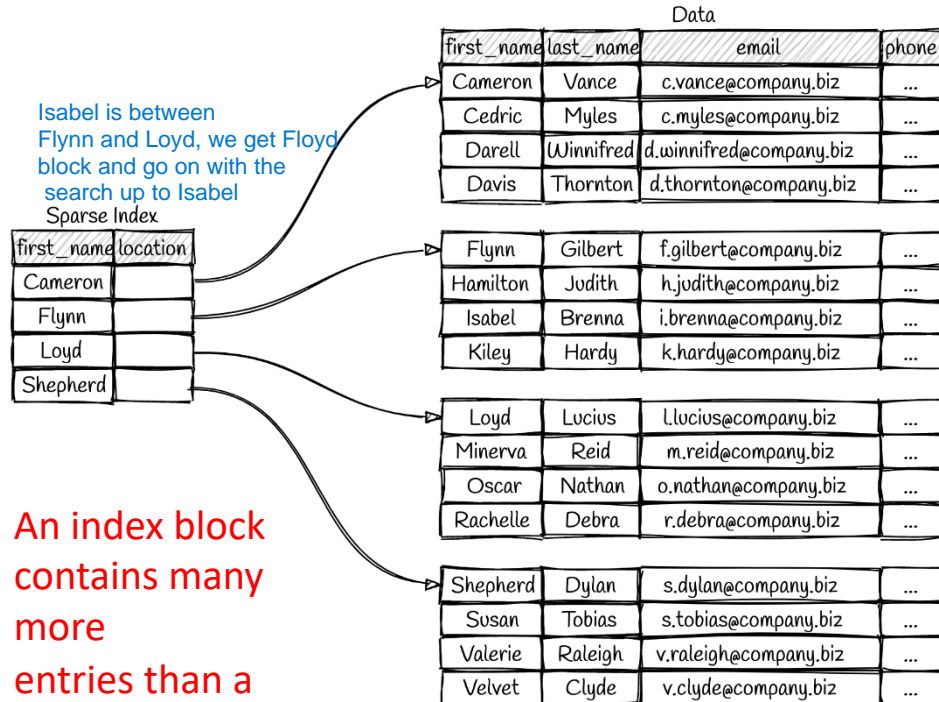 Data
first_name last_name email phone
Cameron Vance c.vance@company.biz ...
Cedric Myles c.myles@company.biz ...
Darell Winnifred d.winnifred@company.biz ...
Davis Thornton d.thornton@company.biz ...
Isabel is between
Flynn and Loyd, we get Floyd
block and go on with the
search up to Isabel
Sparse Index
first_name location
Cameron
Flynn
Loyd
Shepherd
Flynn Gilbert f.gilbert@company.biz ...
Hamilton Judith h.judith@company.biz ...
Isabel Brenna i.brenna@company.biz ...
Kiley Hardy k.hardy@company.biz ...
Loyd Lucius l.lucius@company.biz ...
Minerva Reid m.reid@company.biz ...
Oscar Nathan o.nathan@company.biz ...
Rachelle Debra r.debra@company.biz ...
Shepherd Dylan s.dylan@company.biz ...
Susan Tobias s.tobias@company.biz ...
Valerie Raleigh v.raleigh@company.biz ...
Velvet Clyde v.clyde@company.biz ...
An index block
contains many
more
entries than a